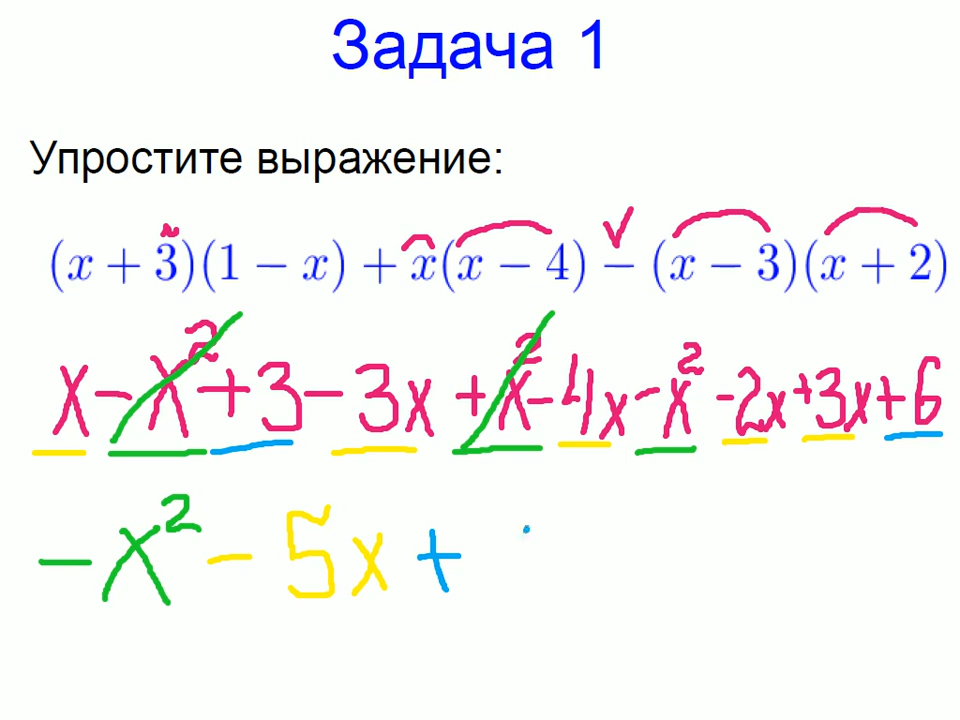 Задача 1
Упростите выражение:
(x + 3)(1 − x) + x(x − 4) − (x − 3)(x + 2)
x − x² + 3 − 3x + x² − 4x − x² − 2x + 3x + 6
− x² − 5x +